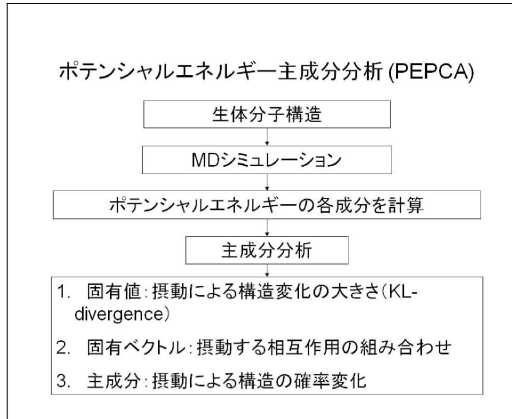 ポテンシャルエネルギー主成分分析 (PEPCA)
生体分子構造
MDシミュレーション
ポテンシャルエネルギーの各成分を計算
主成分分析
1. 固有値：摂動による構造変化の大きさ（KL-
divergence）
2. 固有ベクトル：摂動する相互作用の組み合わせ
3. 主成分：摂動による構造の確率変化